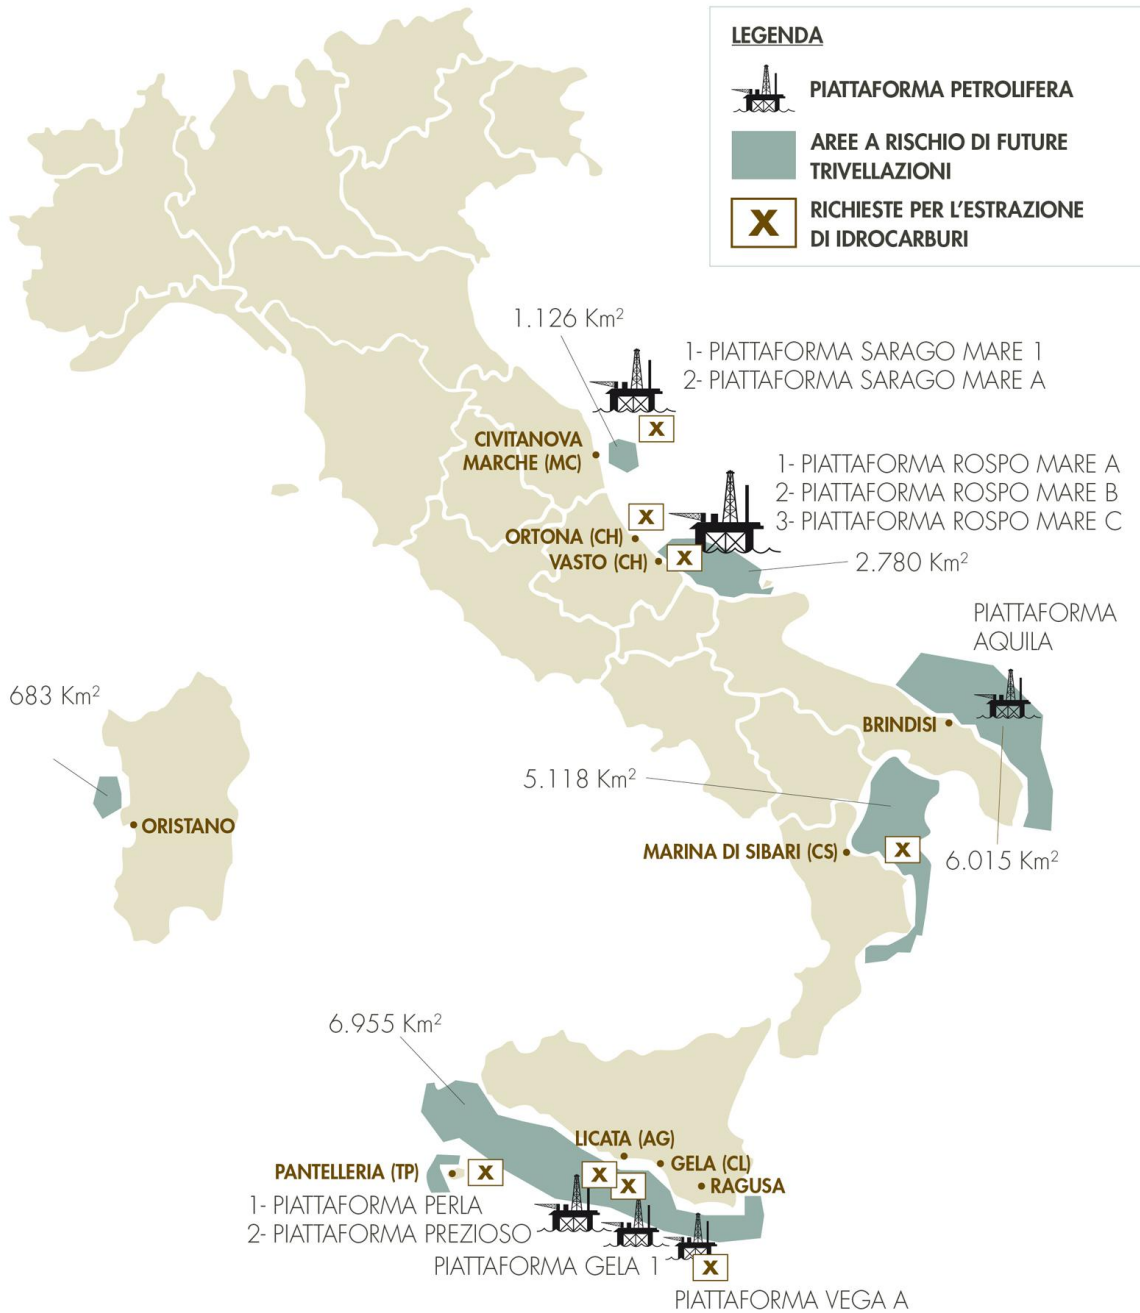 LEGENDA
PIATTAFORMA PETROLIFERA
AREE A RISCHIO DI FUTURE
TRIVELLAZIONI
X
RICHIESTE PER L'ESTRAZIONE
DI IDROCARBURI
1.126 Km²
1- PIATTAFORMA SARAGO MARE 1
2- PIATTAFORMA SARAGO MARE A
X
CIVITANOVA
MARCHE (MC)
1- PIATTAFORMA ROSPO MARE A
2- PIATTAFORMA ROSPO MARE B
3- PIATTAFORMA ROSPO MARE C
X
ORTONA (CH)
VASTO (CH)
X
2.780 Km²
PIATTAFORMA
AQUILA
683 Km²
BRINDISI
5.118 Km²
ORISTANO
MARINA DI SIBARI (CS)
X
6.015 Km²
6.955 Km²
LICATA (AG)
GELA (CL)
PANTELLERIA (TP)
X
X
X
RAGUSA
1- PIATTAFORMA PERLA
2- PIATTAFORMA PREZIOSO
PIATTAFORMA GELA 1
X
PIATTAFORMA VEGA A